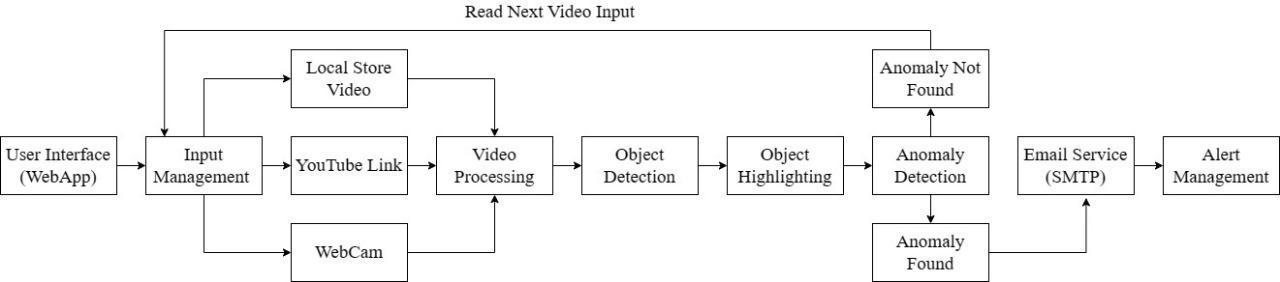 Read Next Video Input
Local Store
Video
Anomaly Not
Found
User Interface
(WebApp)
Input
Management
YouTube Link
Video
Processing
Object
Detection
Object
Highlighting
Anomaly
Detection
Email Service
(SMTP)
Alert
Management
WebCam
Anomaly
Found